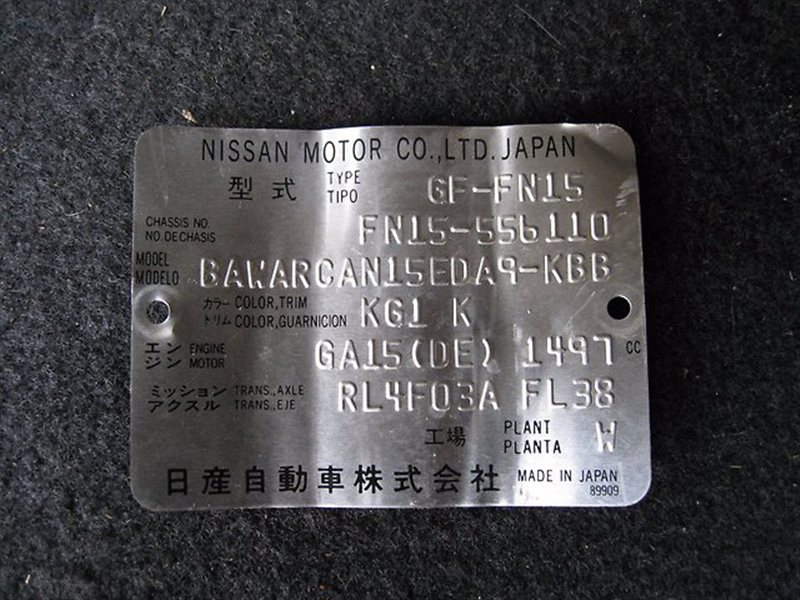 NISSAN MOTOR CO.,LTD. JAPAN
型式 TYPE TIPO GF-FN15
CHASSIS NO. NO. DE CHASIS FN15-556110
MODEL MODELO BAWARCAN15EDA9-KBB
カラー COLOR,TRIM
トリム COLOR,GUARNICION KG1 K
エン ENGINE
ジン MOTOR GA15(DE) 1497 CC
ミッション TRANS.,AXLE
アクスル TRANS.,EJE RL4F03A FL38
工場 PLANT PLANTA W
日産自動車株式会社 MADE IN JAPAN
89909